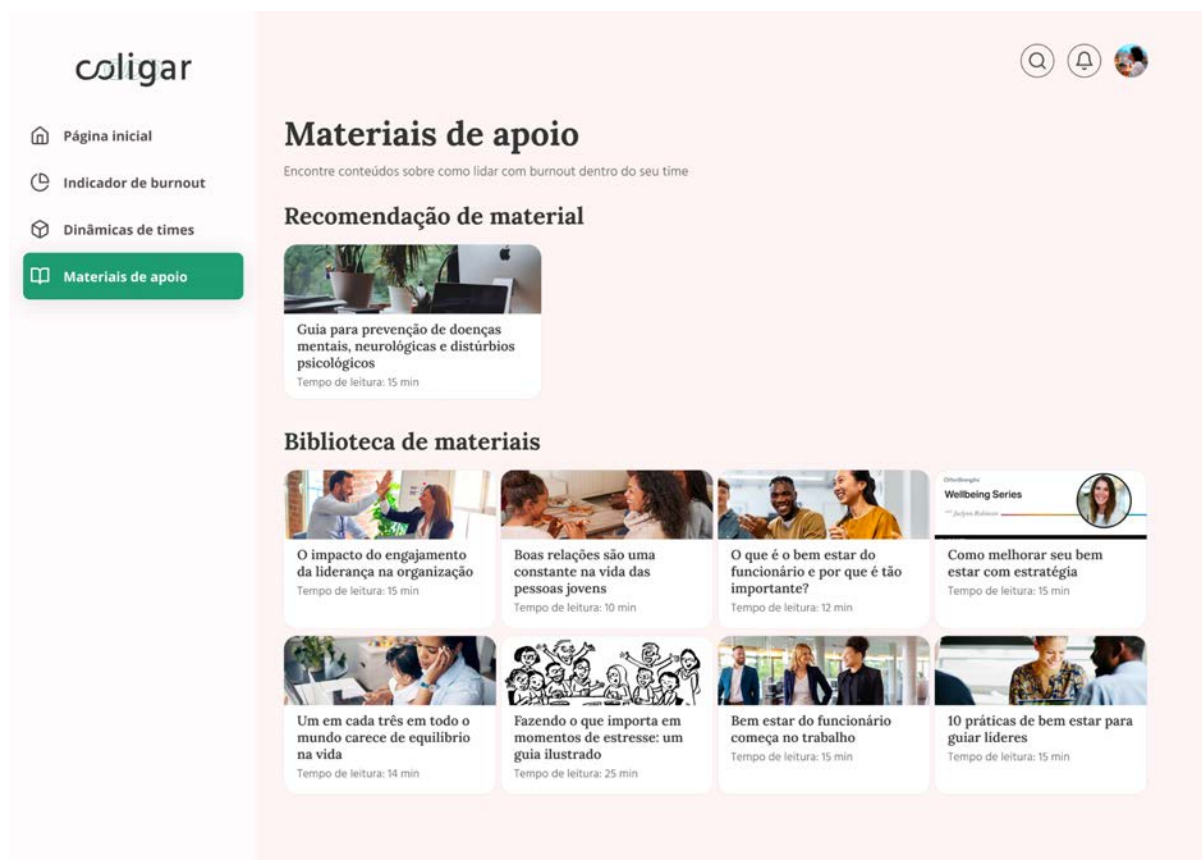 coligar
Página inicial
Indicador de burnout
Dinâmicas de times
Materiais de apoio
Materiais de apoio
Encontre conteúdos sobre como lidar com burnout dentro do seu time
Recomendação de material
Guia para prevenção de doenças
mentais, neurológicas e distúrbios
psicológicos
Tempo de leitura: 15 min
Biblioteca de materiais
O impacto do engajamento
da liderança na organização
Tempo de leitura: 15 min
Boas relações são uma
constante na vida das
pessoas jovens
Tempo de leitura: 10 min
O que é o bem estar do
funcionário e por que é tão
importante?
Tempo de leitura: 12 min
Wellbeing Series
Como melhorar seu bem
estar com estratégia
Tempo de leitura: 15 min
Um em cada três em todo o
mundo carece de equilíbrio
na vida
Tempo de leitura: 14 min
Fazendo o que importa em
momentos de estresse: um
guia ilustrado
Tempo de leitura: 25 min
Bem estar do funcionário
começa no trabalho
Tempo de leitura: 15 min
10 práticas de bem estar para
guiar líderes
Tempo de leitura: 15 min